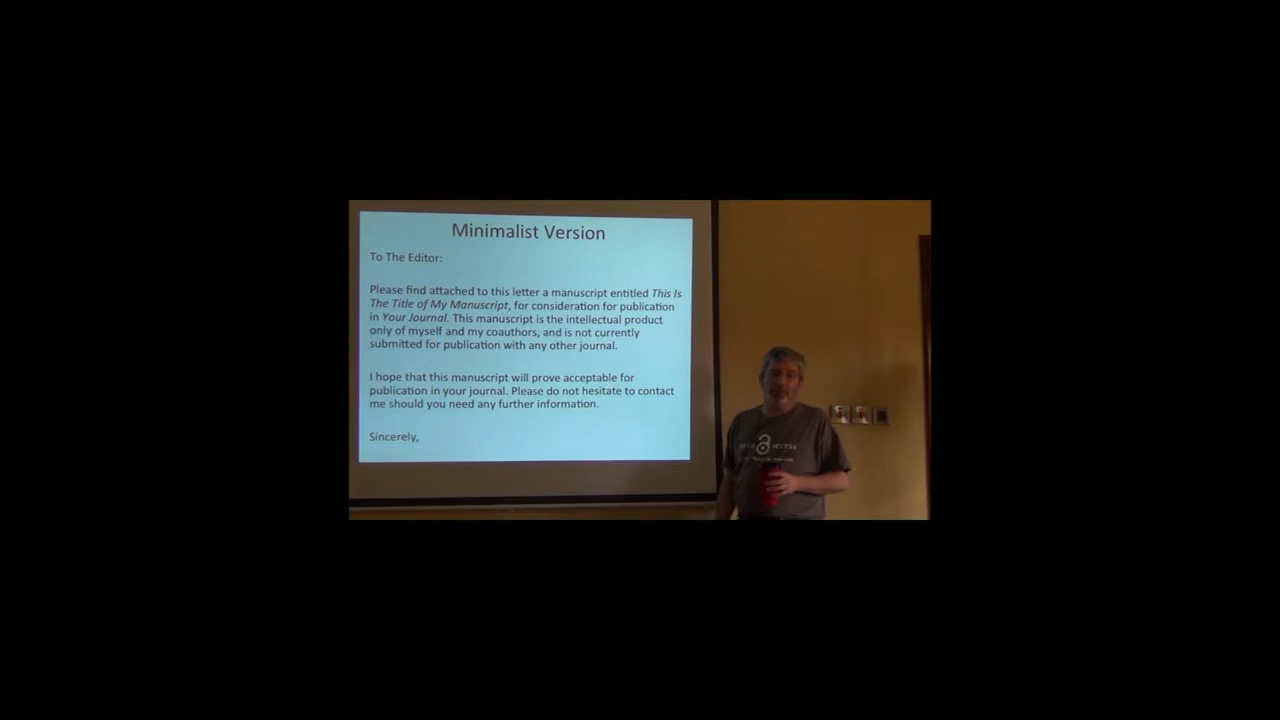 Minimalist Version
To The Editor:
Please find attached to this letter a manuscript entitled This Is
The Title of My Manuscript, for consideration for publication
in Your Journal. This manuscript is the intellectual product
only of myself and my coauthors, and is not currently
submitted for publication with any other journal.
I hope that this manuscript will prove acceptable for
publication in your journal. Please do not hesitate to contact
me should you need any further information.
Sincerely,